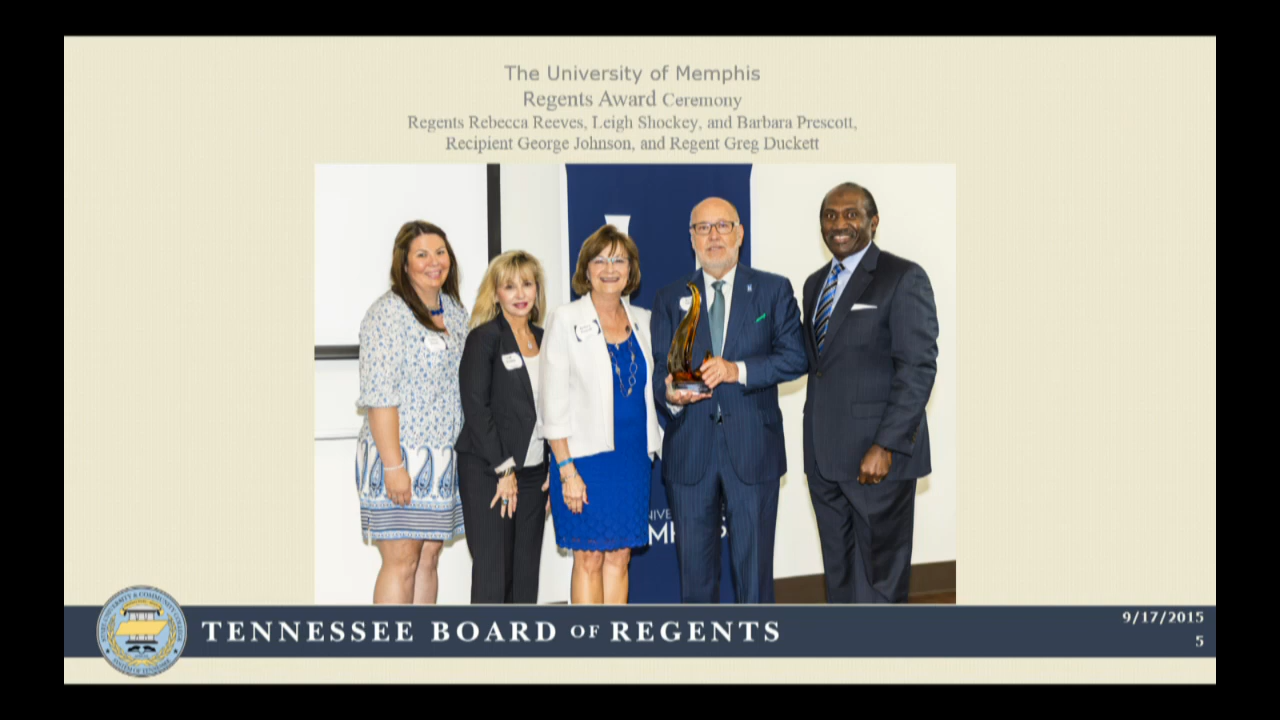 The University of Memphis
Regents Award Ceremony
Regents Rebecca Reeves, Leigh Shockey, and Barbara Prescott,
Recipient George Johnson, and Regent Greg Duckett
TENNESSEE BOARD OF REGENTS
9/17/2015
5